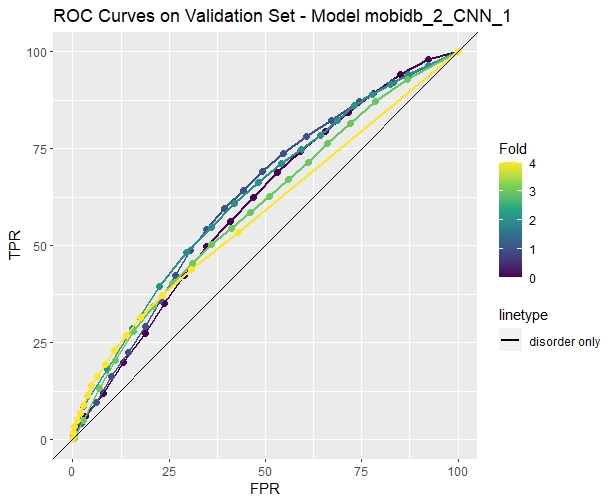 ROC Curves on Validation Set - Model mobidb_2_CNN_1
100
75
50
25
0
TPR
0 25 50 75 100
FPR
Fold
4
3
2
1
0
linetype
disorder only